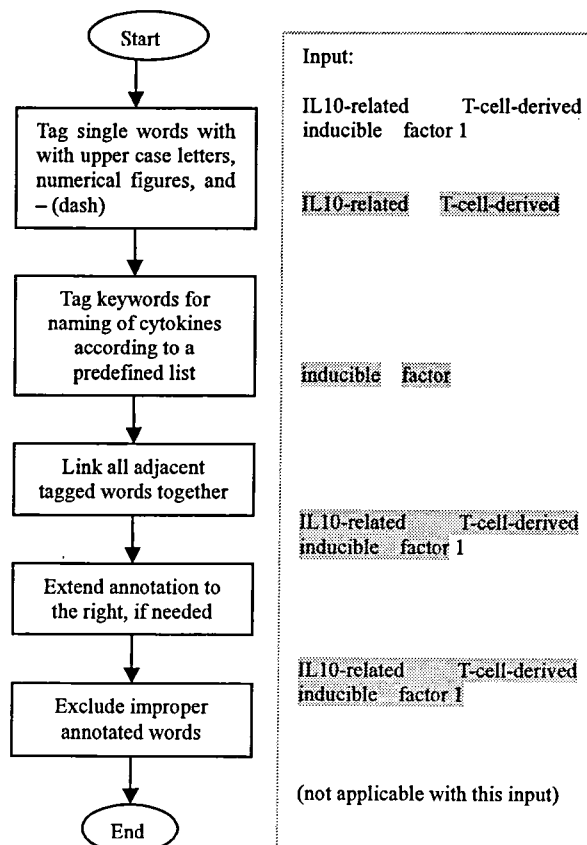 Start
Tag single words with
with upper case letters,
numerical figures, and
– (dash)
Tag keywords for
naming of cytokines
according to a
predefined list
Link all adjacent
tagged words together
Extend annotation to
the right, if needed
Exclude improper
annotated words
End
Input:
IL10-related T-cell-derived
inducible factor 1
IL10-related T-cell-derived
inducible factor
IL10-related T-cell-derived
inducible factor 1
IL10-related T-cell-derived
inducible factor 1
(not applicable with this input)